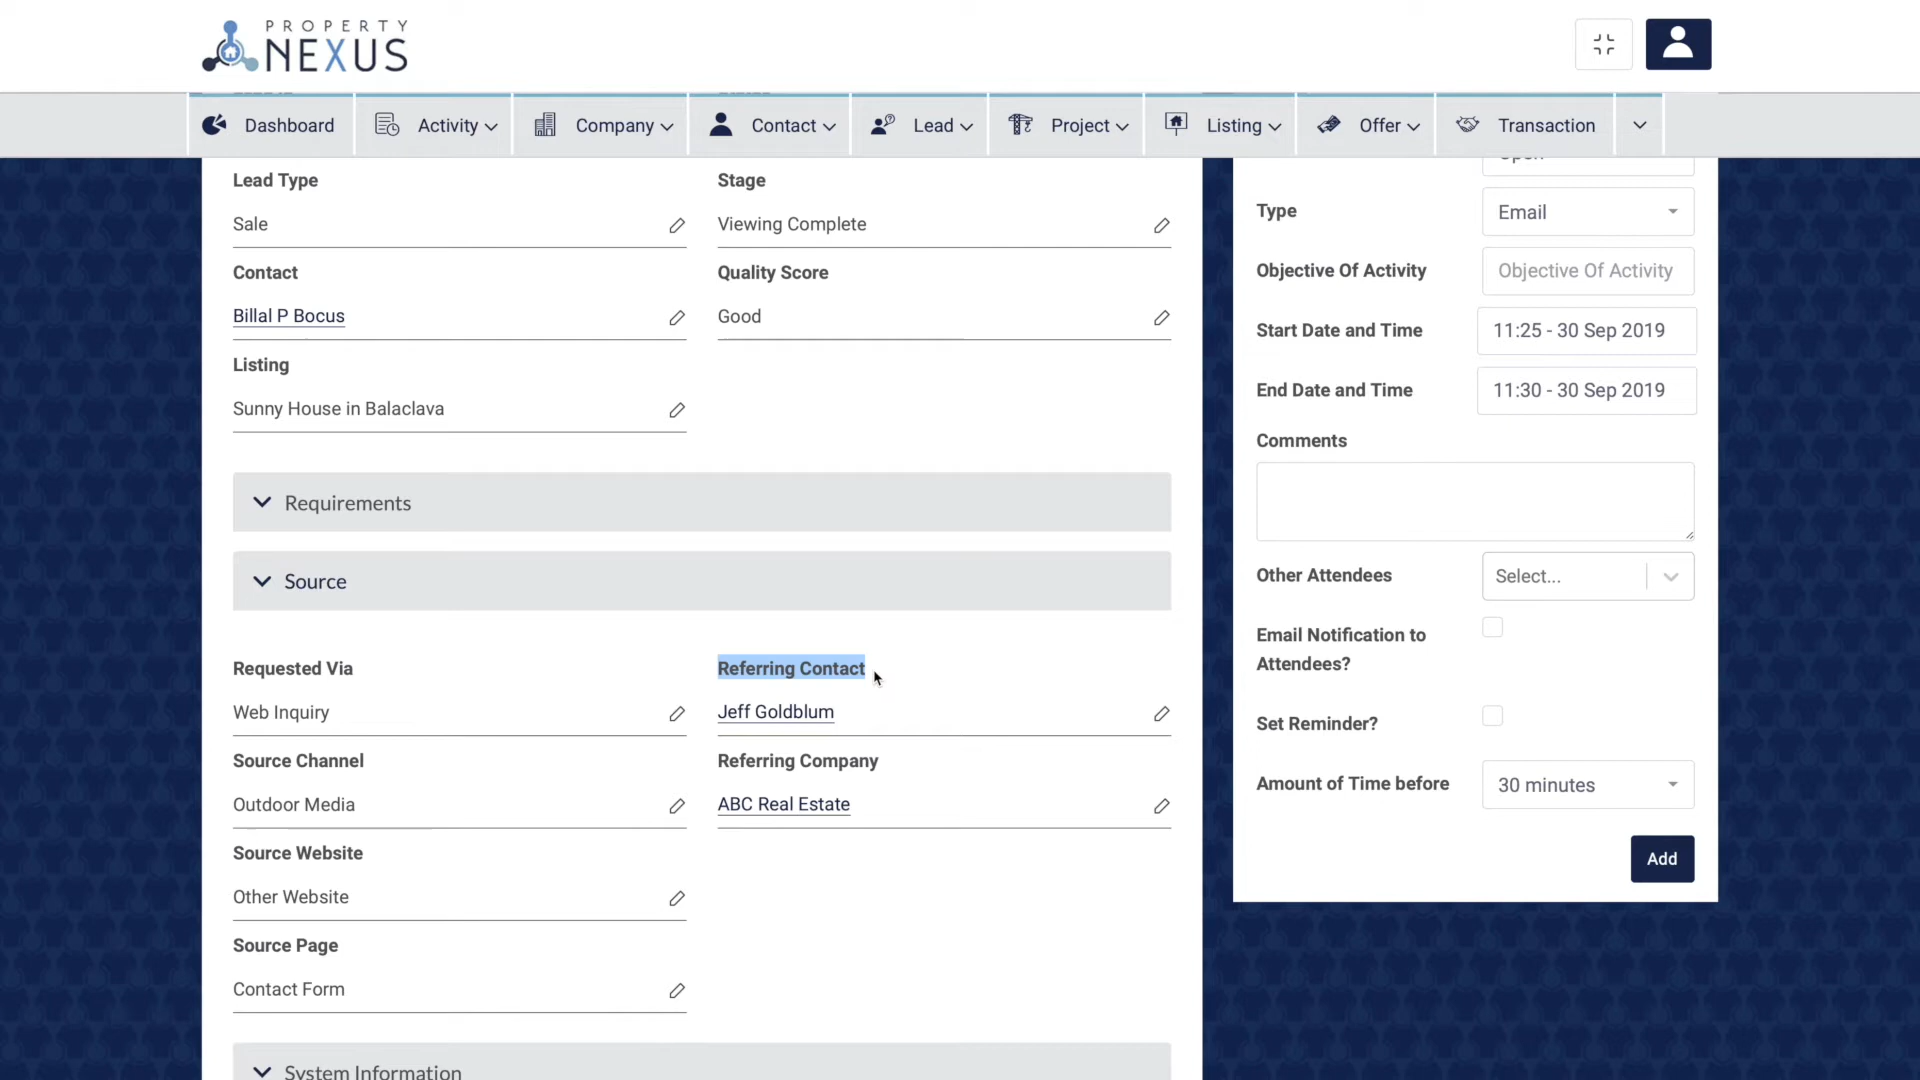 PROPERTY
NEXUS
Dashboard
Activity
Company
Contact
Lead
Project
Listing
Offer
Transaction
Lead Type
Sale
Contact
Billal P Bocus
Listing
Sunny House in Balaclava
Stage
Viewing Complete
Quality Score
Good
Requirements
Source
Requested Via
Web Inquiry
Source Channel
Outdoor Media
Source Website
Other Website
Source Page
Contact Form
Referring Contact
Jeff Goldblum
Referring Company
ABC Real Estate
System Information
Type
Email
Objective Of Activity
Objective Of Activity
Start Date and Time
11:25 - 30 Sep 2019
End Date and Time
11:30 - 30 Sep 2019
Comments
Other Attendees
Select...
Email Notification to
Attendees?
Set Reminder?
Amount of Time before
30 minutes
Add